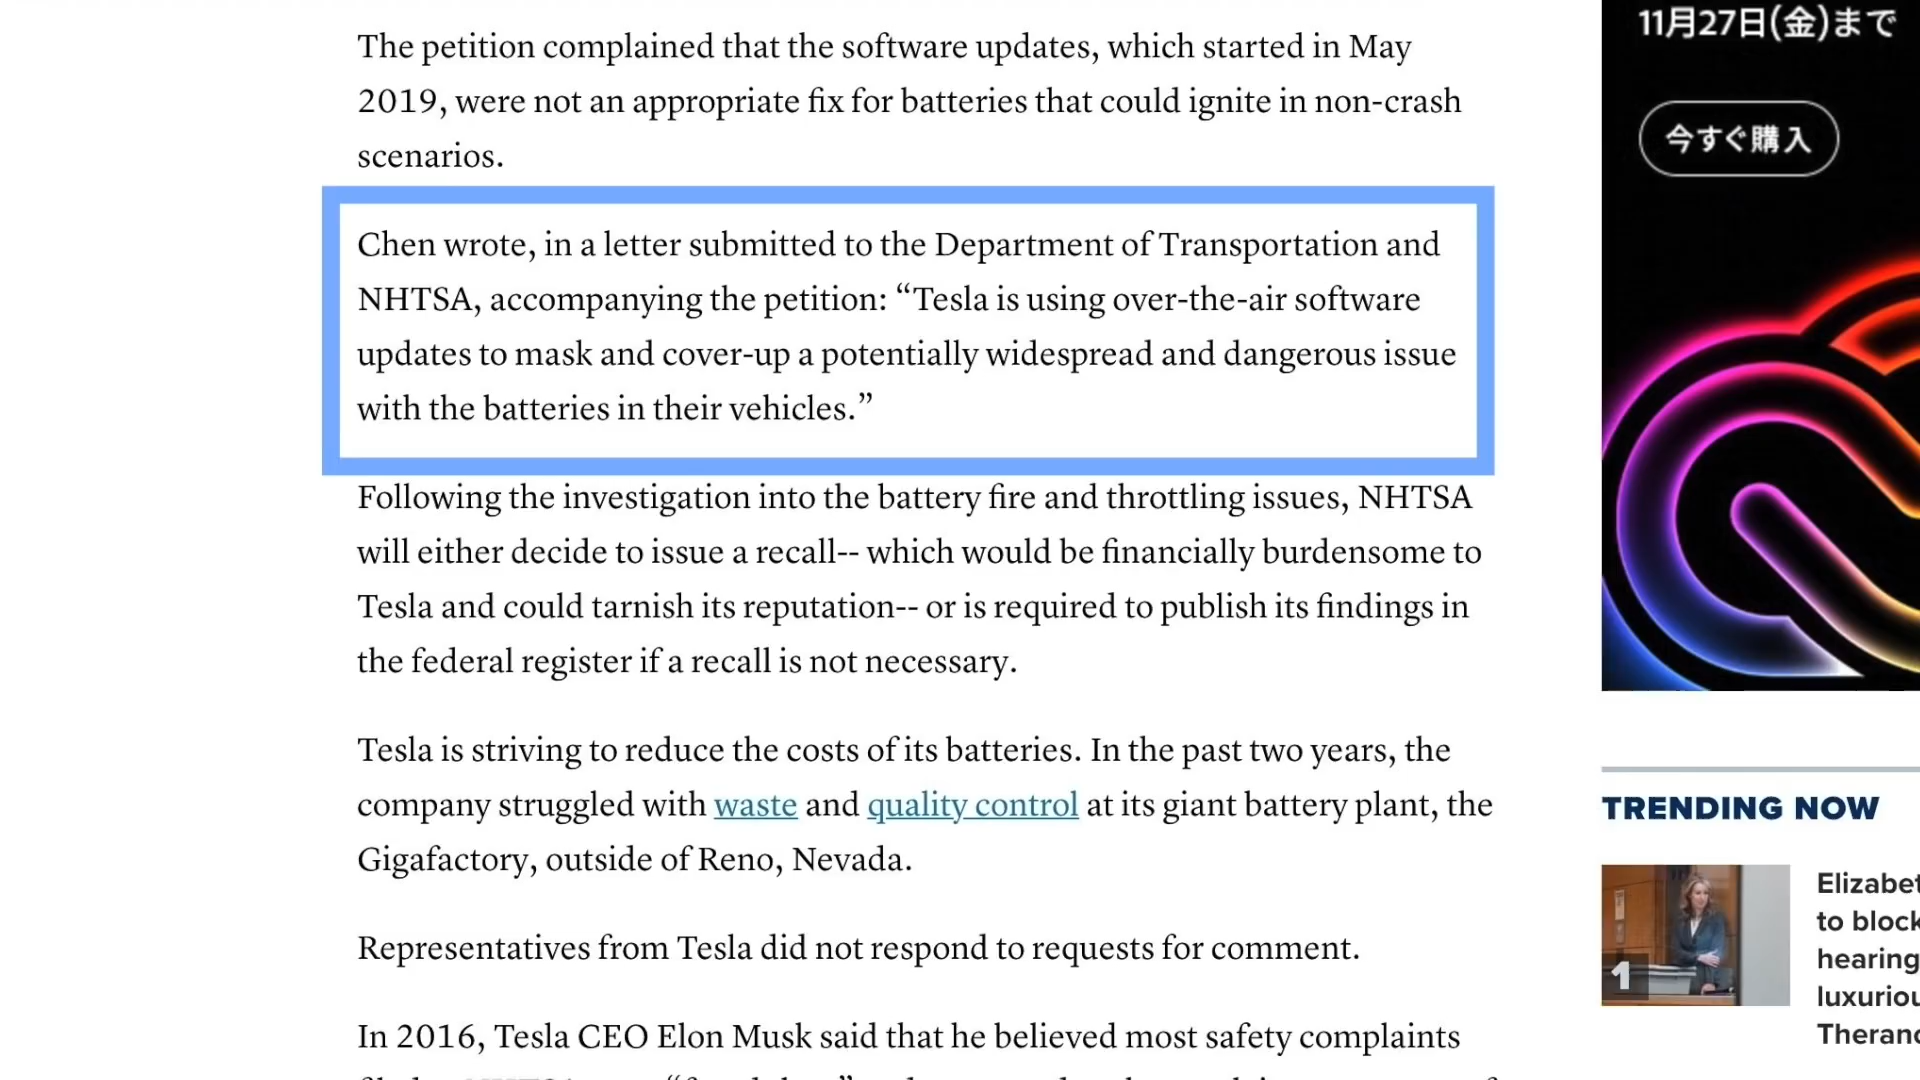 The petition complained that the software updates, which started in May
2019, were not an appropriate fix for batteries that could ignite in non-crash
scenarios.
Chen wrote, in a letter submitted to the Department of Transportation and
NHTSA, accompanying the petition: “Tesla is using over-the-air software
updates to mask and cover-up a potentially widespread and dangerous issue
with the batteries in their vehicles.”
Following the investigation into the battery fire and throttling issues, NHTSA
will either decide to issue a recall-- which would be financially burdensome to
Tesla and could tarnish its reputation-- or is required to publish its findings in
the federal register if a recall is not necessary.
Tesla is striving to reduce the costs of its batteries. In the past two years, the
company struggled with waste and quality control at its giant battery plant, the
Gigafactory, outside of Reno, Nevada.
Representatives from Tesla did not respond to requests for comment.
In 2016, Tesla CEO Elon Musk said that he believed most safety complaints
11月27日(金)まで
今すぐ購入
TRENDING NOW
1
Elizabet
to block
hearing
luxuriou
Therano